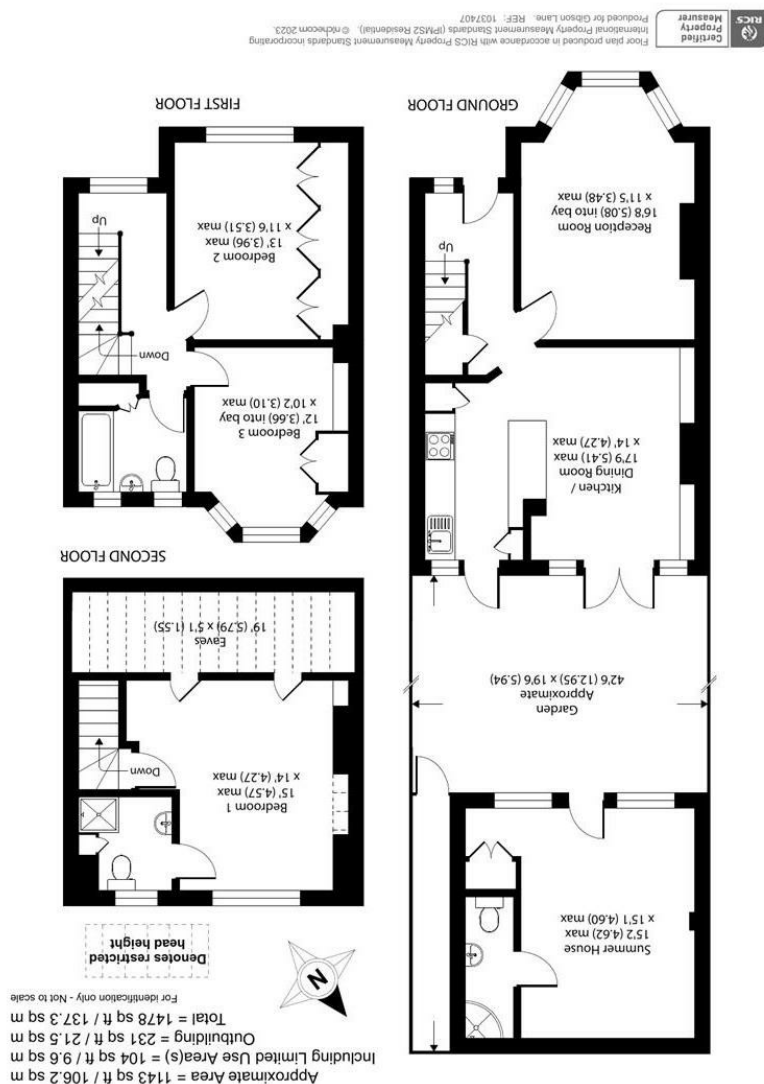 Approximate Area = 1143 sq ft / 106.2 sq m
Including Limited Use Area(s) = 104 sq ft / 9.6 sq m
Outbuilding = 231 sq ft / 21.5 sq m
Total = 1478 sq ft / 137.3 sq m
For identification only - Not to scale
N
Denotes restricted
head height
Summer House
15'2 (4.62) max
x 15'1 (4.60) max
Garden
Approximate
42'6 (12.95) x 19'6 (5.94)
Bedroom 1
15' (4.57) max
x 14' (4.27) max
Down
Eaves
19' (5.79) x 5'1 (1.55)
SECOND FLOOR
Kitchen /
Dining Room
17'9 (5.41) max
x 14' (4.27) max
Up
Reception Room
16'8 (5.08) into bay
x 11'5 (3.48) max
GROUND FLOOR
Bedroom 3
12' (3.66) into bay
x 10'2 (3.10) max
Down
Bedroom 2
13' (3.96) max
x 11'6 (3.51) max
Up
FIRST FLOOR
RICS
Certified
Property
Measurer
Floor plan produced in accordance with RICS Property Measurement Standards incorporating
International Property Measurement Standards (IPMS2 Residential). © nichecom 2023.
Produced for Gibson Lane. REF: 1037407